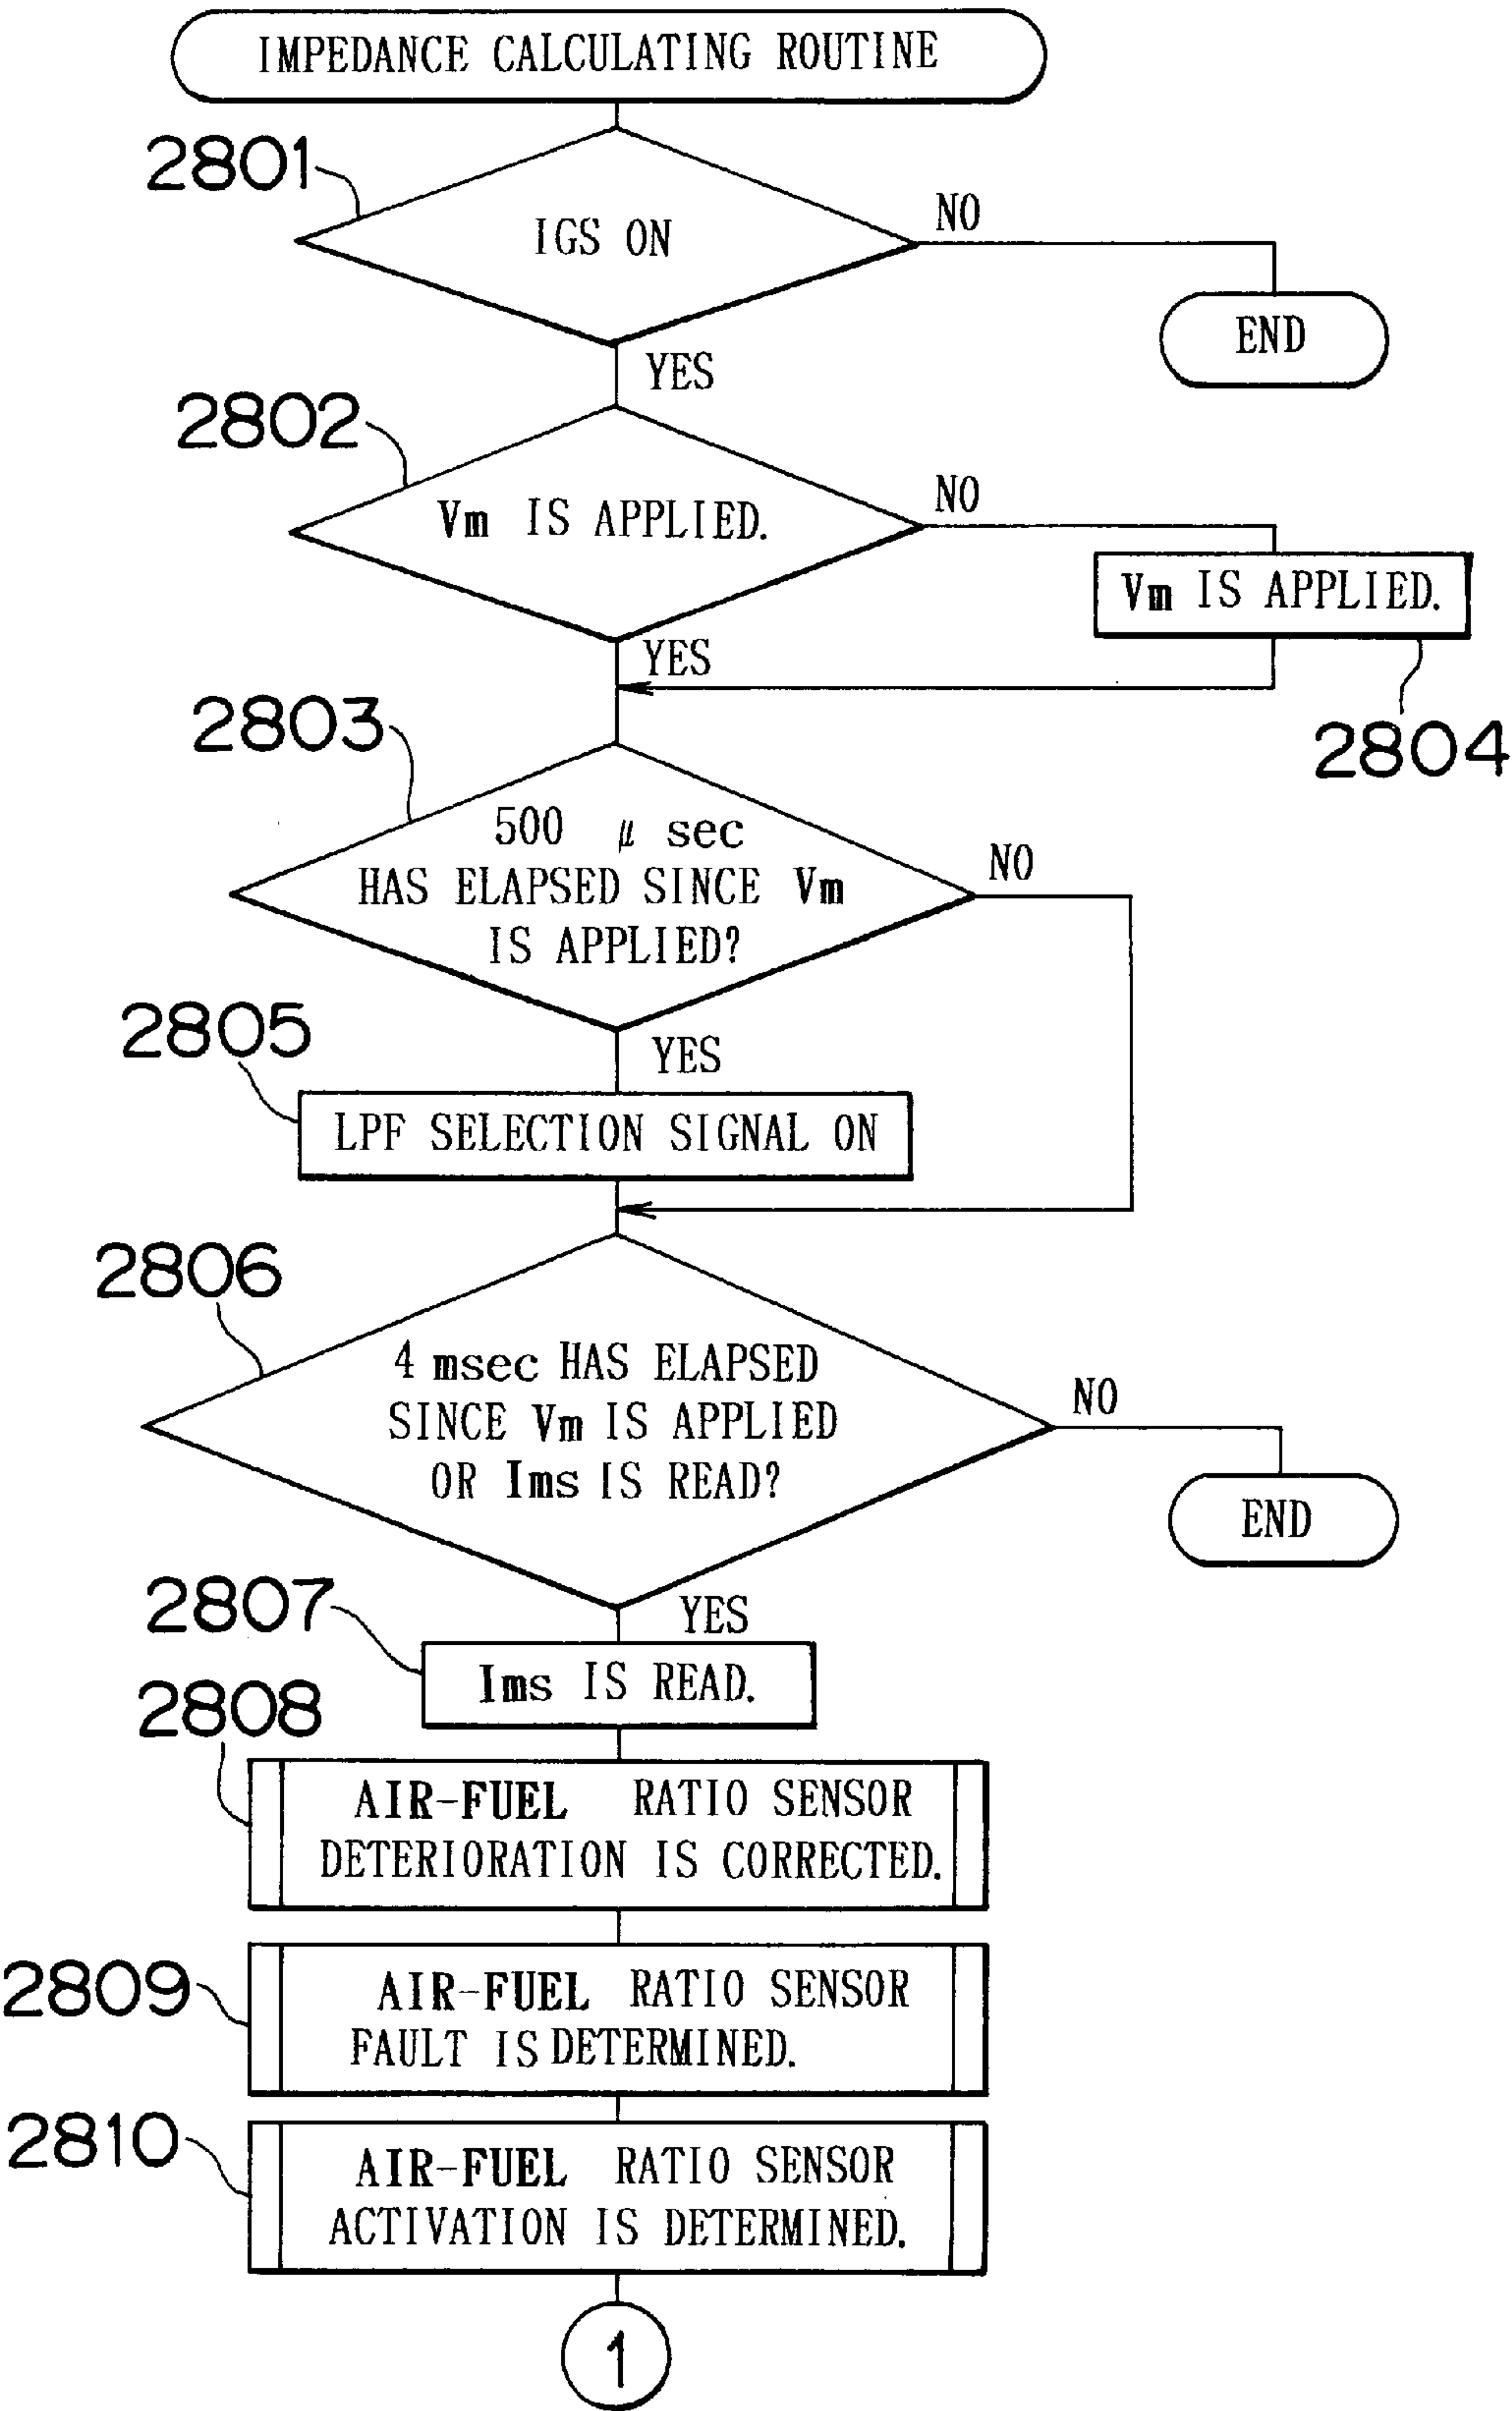 IMPEDANCE CALCULATING ROUTINE
2801
IGS ON
NO
END
YES
2802
Vm IS APPLIED.
NO
Vm IS APPLIED.
YES
2803
2804
500 μ sec
HAS ELAPSED SINCE Vm
IS APPLIED?
NO
2805
YES
LPF SELECTION SIGNAL ON
2806
4 msec HAS ELAPSED
SINCE Vm IS APPLIED
OR Ims IS READ?
NO
END
2807
YES
Ims IS READ.
2808
AIR-FUEL RATIO SENSOR
DETERIORATION IS CORRECTED.
2809
AIR-FUEL RATIO SENSOR
FAULT IS DETERMINED.
2810
AIR-FUEL RATIO SENSOR
ACTIVATION IS DETERMINED.
1